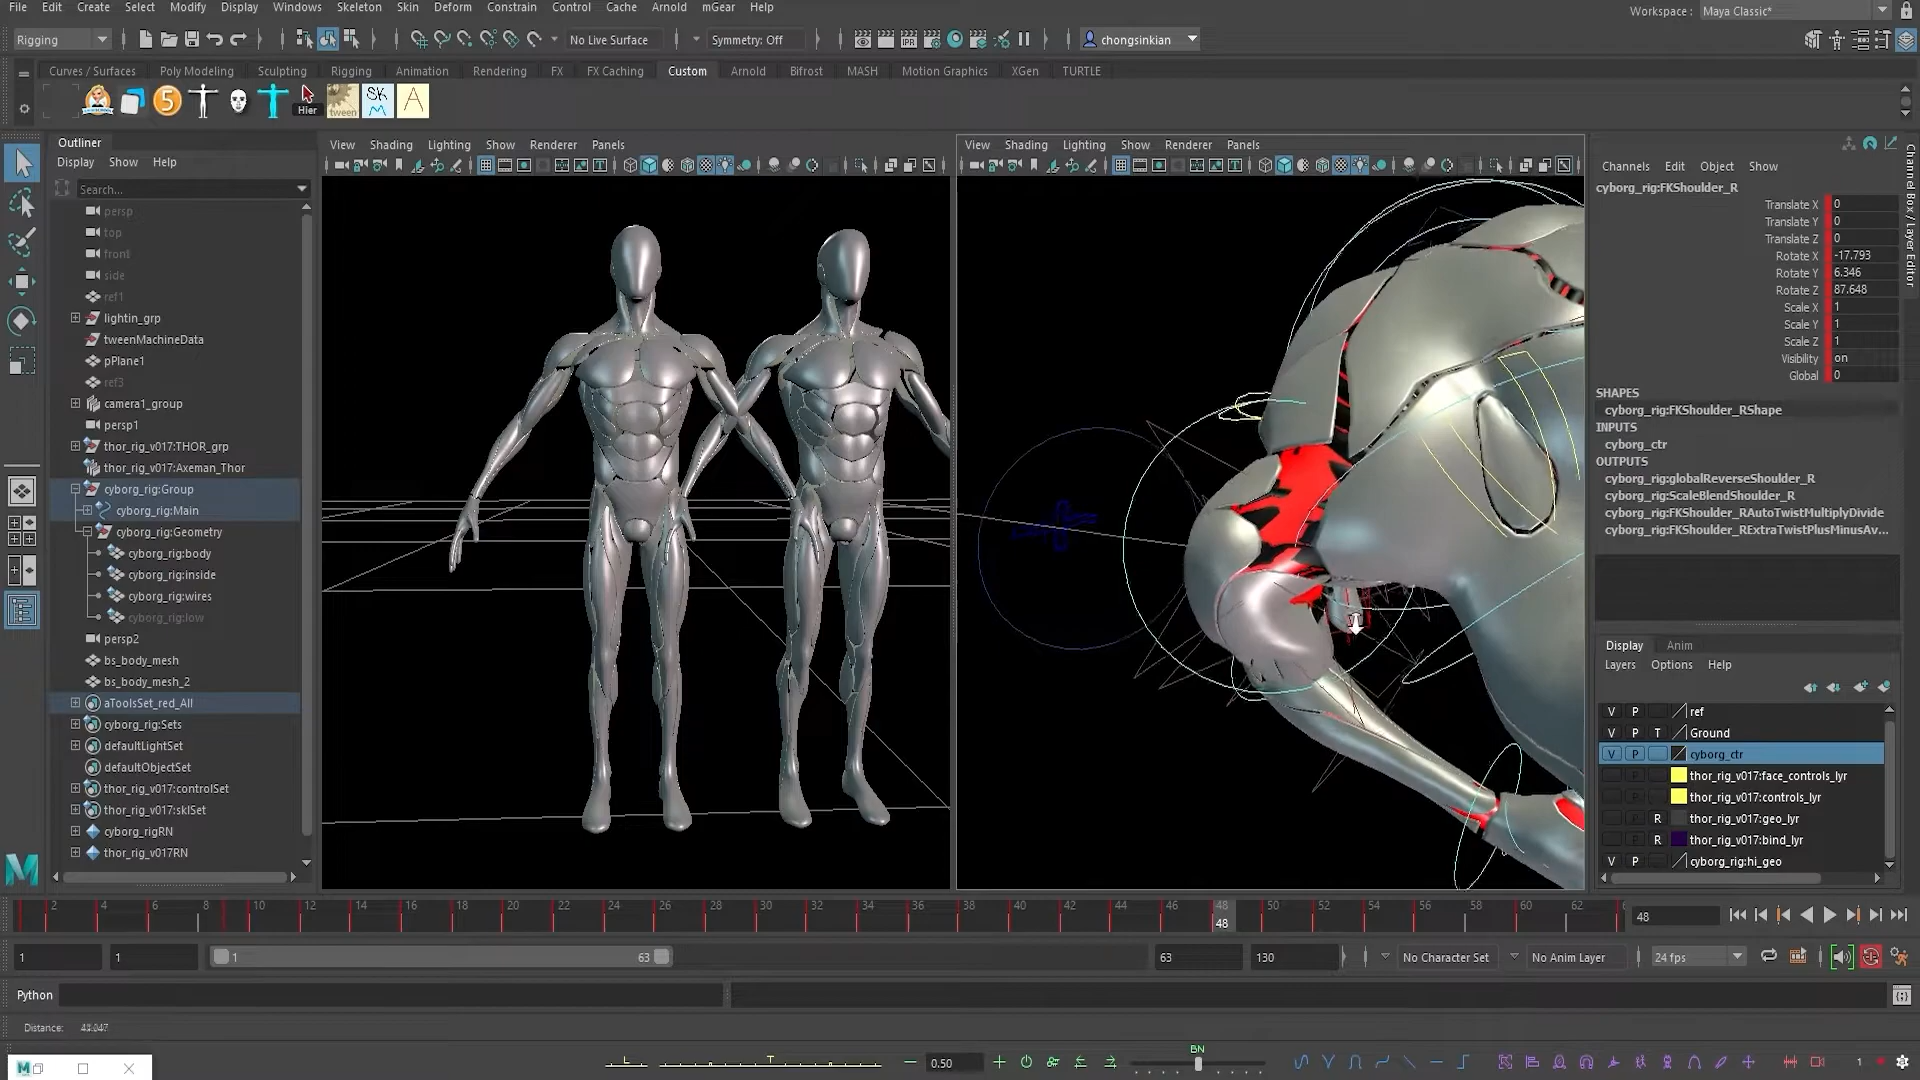 File Edit Create Select Modify Display Windows Skeleton Skin Deform Constrain Control Cache Arnold mGear Help
Workspace : Maya Classic*
Rigging No Live Surface Symmetry: Off chongsinkian
Curves / Surfaces Poly Modeling Sculpting Rigging Animation Rendering FX FX Caching Custom Arnold Bifrost MASH Motion Graphics XGen TURTLE
5 Hier tween SK A
Outliner
Display Show Help
Search...
persp
top
front
side
ref1
lightin_grp
tweenMachineData
pPlane1
ref3
camera1_group
persp1
thor_rig_v017:THOR_grp
thor_rig_v017:Axeman_Thor
cyborg_rig:Group
cyborg_rig:Main
cyborg_rig:Geometry
cyborg_rig:body
cyborg_rig:inside
cyborg_rig:wires
cyborg_rig:low
persp2
bs_body_mesh
bs_body_mesh_2
aToolsSet_red_All
cyborg_rig:Sets
defaultLightSet
defaultObjectSet
thor_rig_v017:controlSet
thor_rig_v017:sklSet
cyborg_rigRN
thor_rig_v017RN
View Shading Lighting Show Renderer Panels
View Shading Lighting Show Renderer Panels
Channels Edit Object Show
cyborg_rig:FKShoulder_R
Translate X 0
Translate Y 0
Translate Z 0
Rotate X -17.793
Rotate Y 6.346
Rotate Z 87.648
Scale X 1
Scale Y 1
Scale Z 1
Visibility on
Global 0
SHAPES
cyborg_rig:FKShoulder_RShape
INPUTS
cyborg_ctr
OUTPUTS
cyborg_rig:globalReverseShoulder_R
cyborg_rig:ScaleBlendShoulder_R
cyborg_rig:FKShoulder_RAutoTwistMultiplyDivide
cyborg_rig:FKShoulder_RExtraTwistPlusMinusAv...
Channel Box / Layer Editor
Display Anim
Layers Options Help
V P ref
V P T Ground
V P cyborg_ctr
thor_rig_v017:face_controls_lyr
thor_rig_v017:controls_lyr
R thor_rig_v017:geo_lyr
R thor_rig_v017:bind_lyr
V P cyborg_rig:hi_geo
2 4 6 8 10 12 14 16 18 20 22 24 26 28 30 32 34 36 38 40 42 44 46 48 50 52 54 56 58 60 62
48
48
1 1 1 63 63 130 No Character Set No Anim Layer 24 fps
Python
Distance:
L T 0.50 BN 1
M